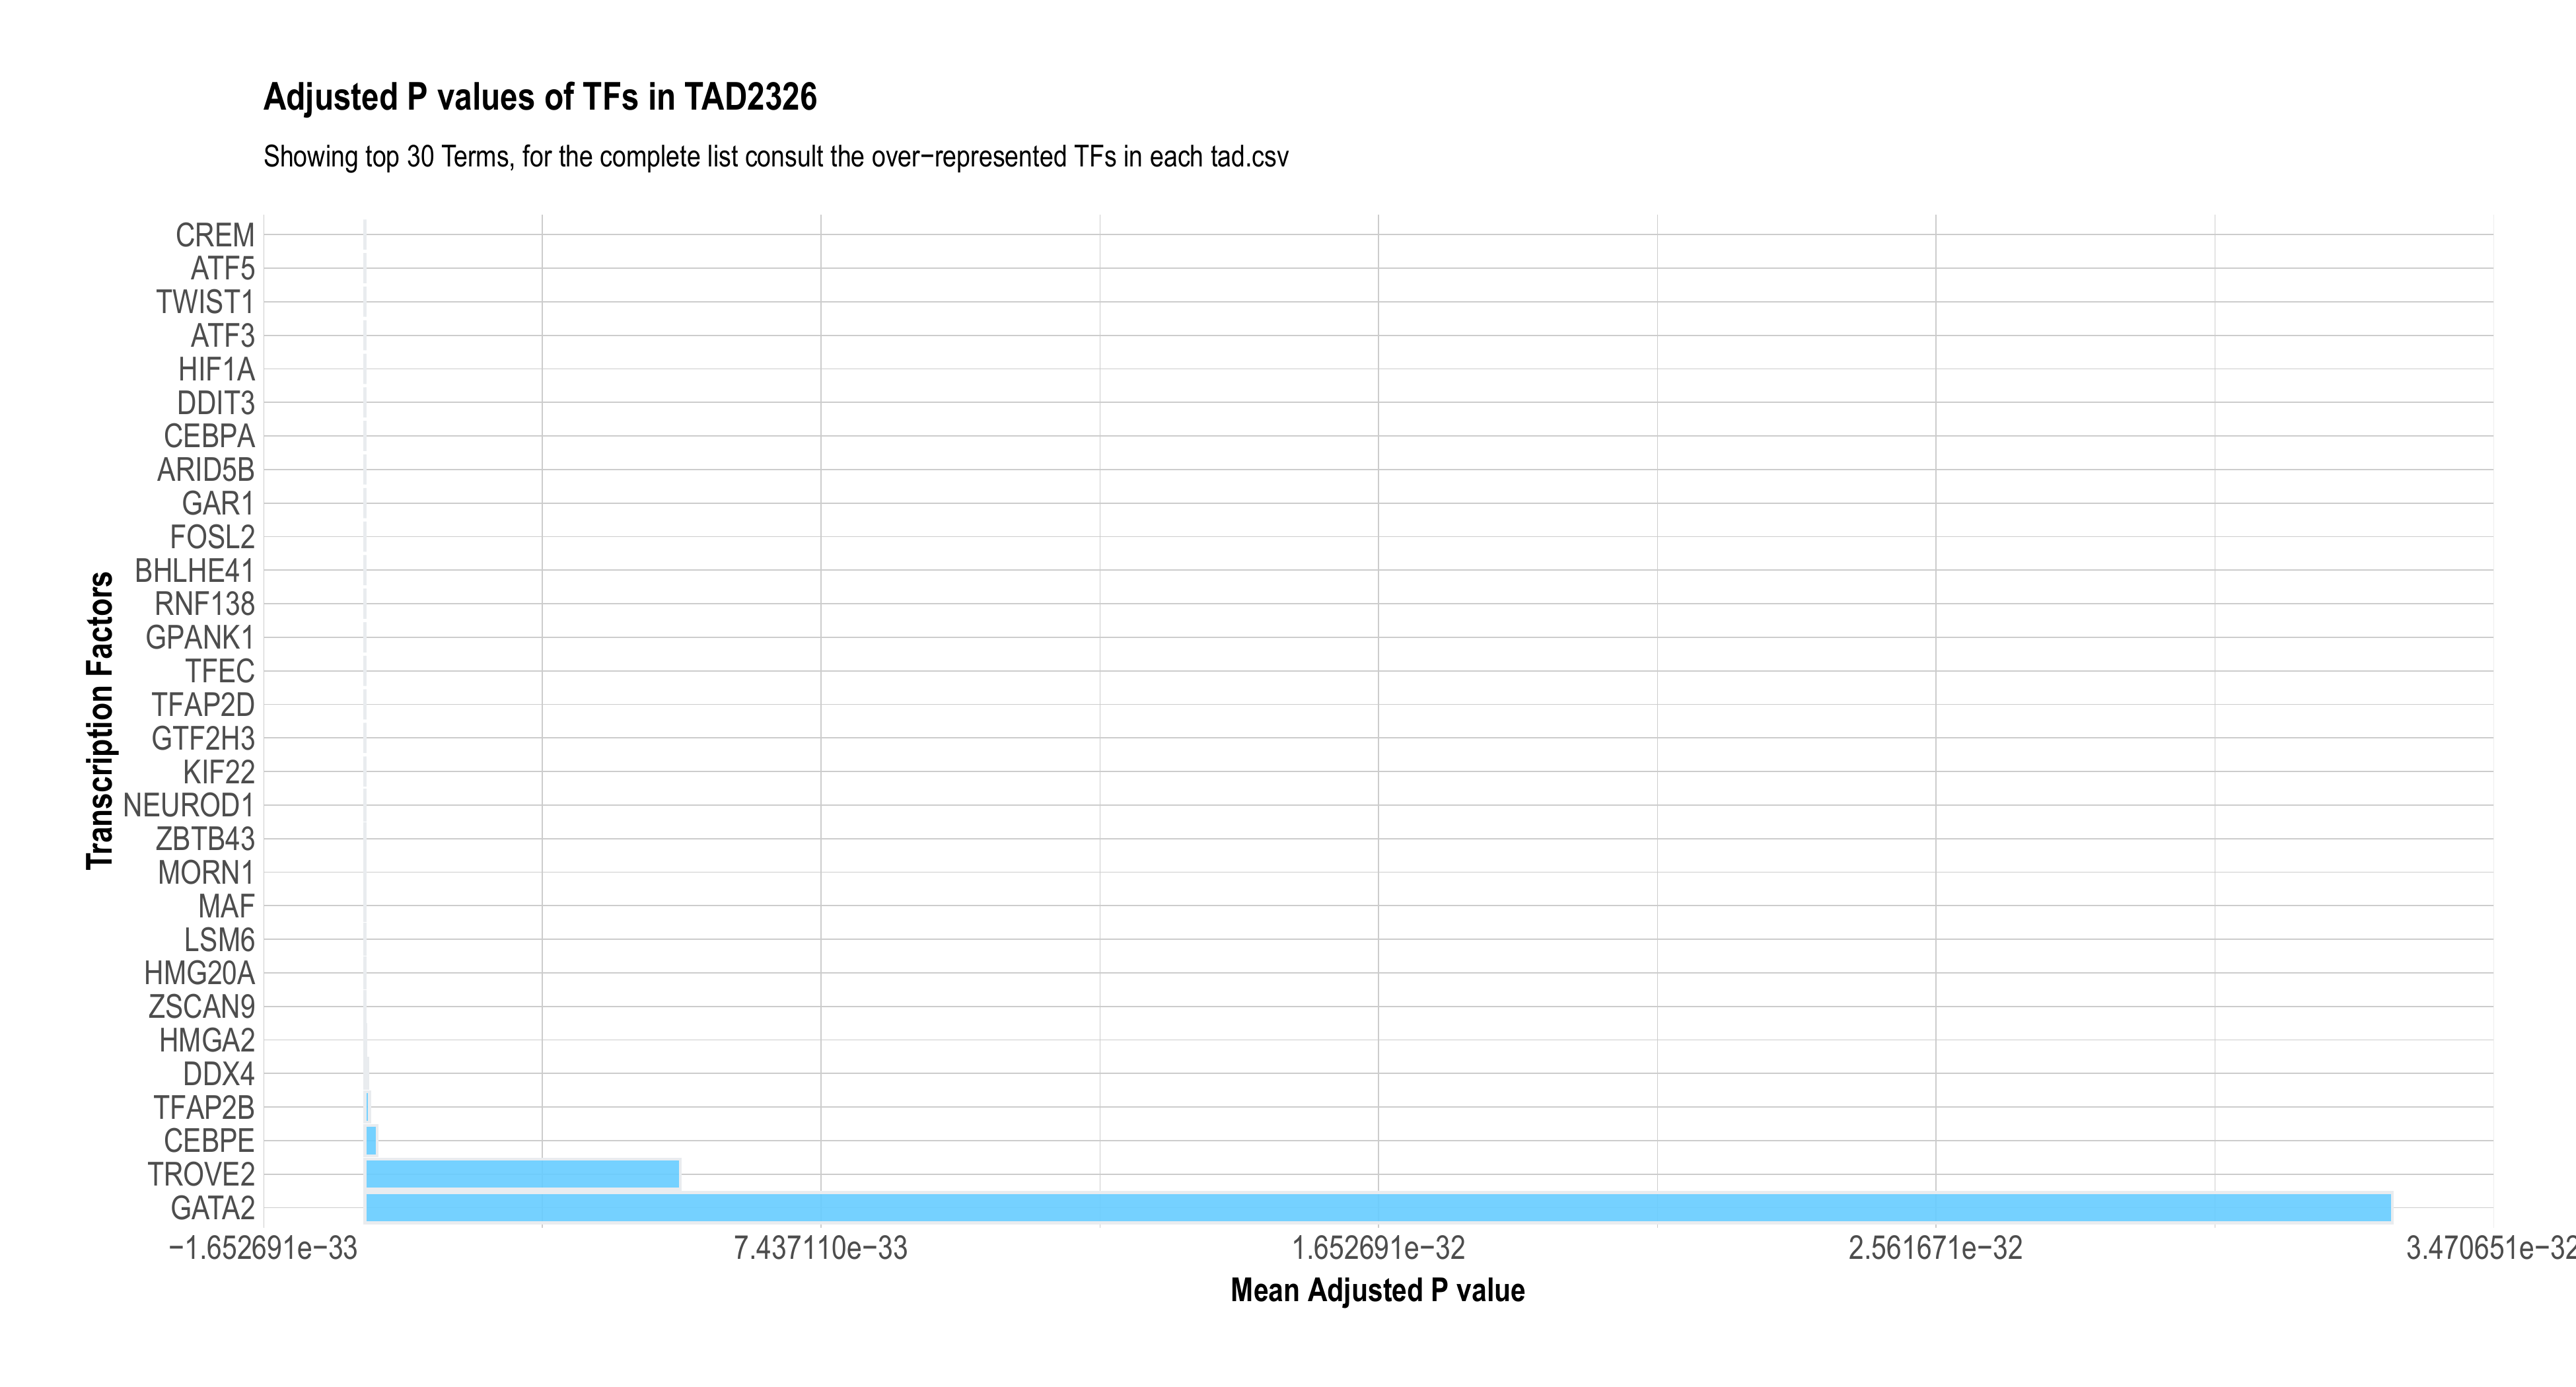 Adjusted P values of TFs in TAD2326
Showing top 30 Terms, for the complete list consult the over−represented TFs in each tad.csv
Transcription Factors
CREM
ATF5
TWIST1
ATF3
HIF1A
DDIT3
CEBPA
ARID5B
GAR1
FOSL2
BHLHE41
RNF138
GPANK1
TFEC
TFAP2D
GTF2H3
KIF22
NEUROD1
ZBTB43
MORN1
MAF
LSM6
HMG20A
ZSCAN9
HMGA2
DDX4
TFAP2B
CEBPE
TROVE2
GATA2
−1.652691e−33 7.437110e−33 1.652691e−32 2.561671e−32 3.470651e−32
Mean Adjusted P value